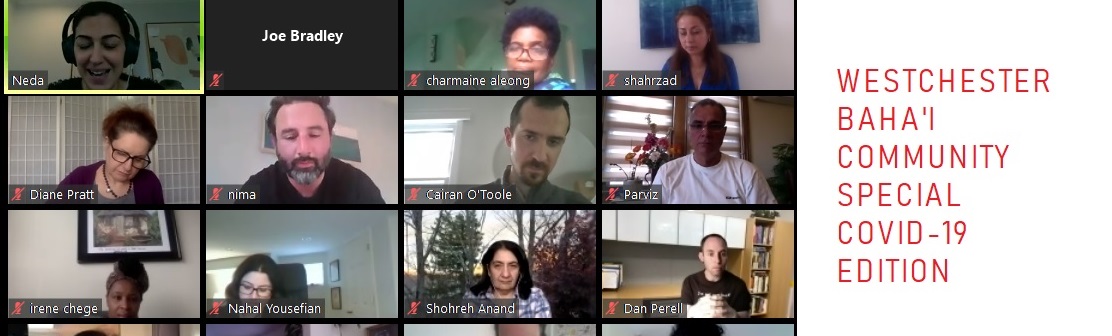 Neda
Joe Bradley
charmaine aleong
shahrzad
Diane Pratt
nima
Cairan O'Toole
Parviz
irene chege
Nahal Yousefian
Shohreh Anand
Dan Perell
WESTCHESTER
BAHA'I
COMMUNITY
SPECIAL
COVID-19
EDITION